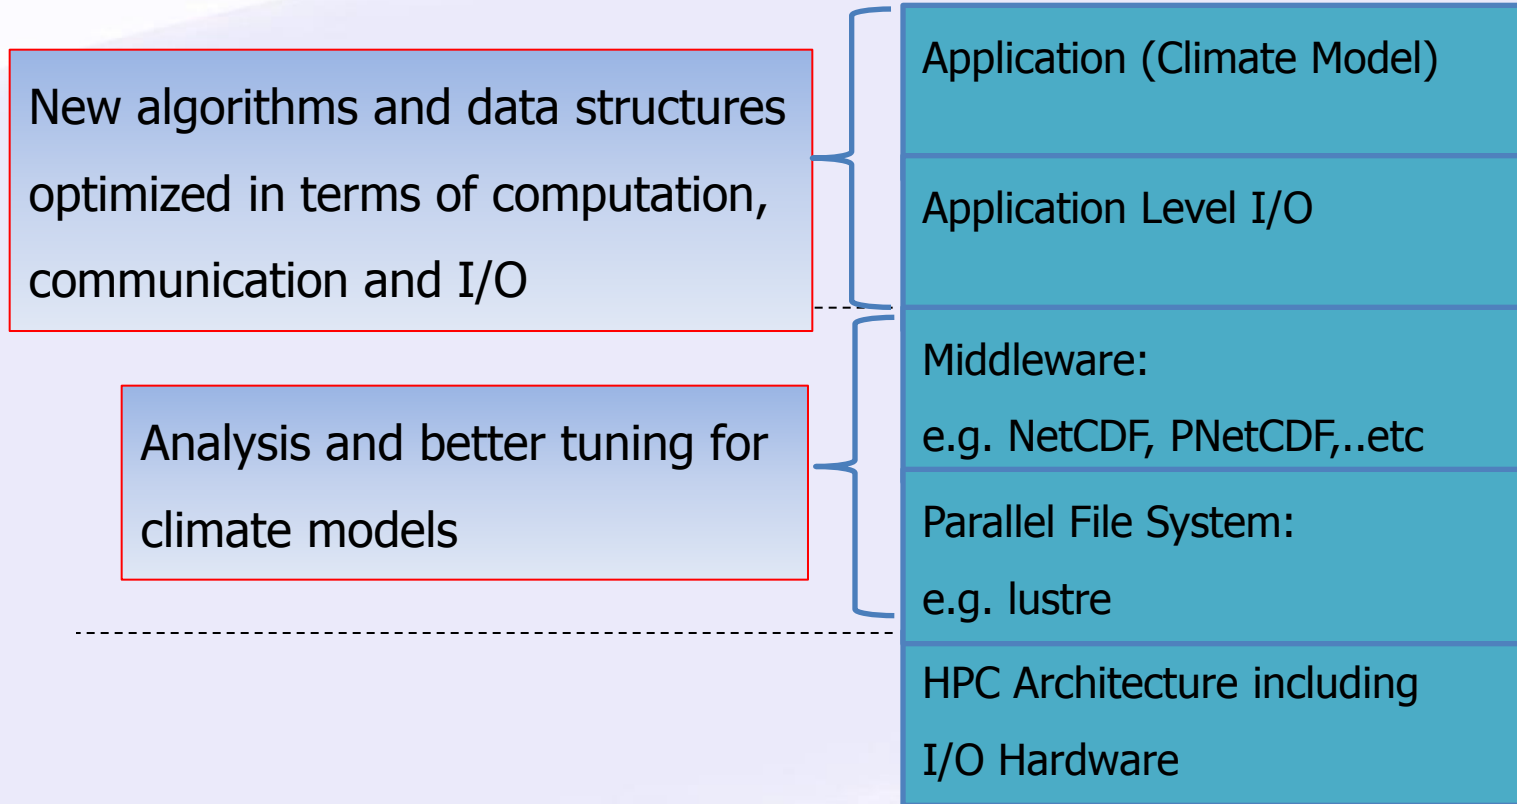 New algorithms and data structures
optimized in terms of computation,
communication and I/O
Analysis and better tuning for
climate models
Application (Climate Model)
Application Level I/O
Middleware:
e.g. NetCDF, PNetCDF,..etc
Parallel File System:
e.g. lustre
HPC Architecture including
I/O Hardware